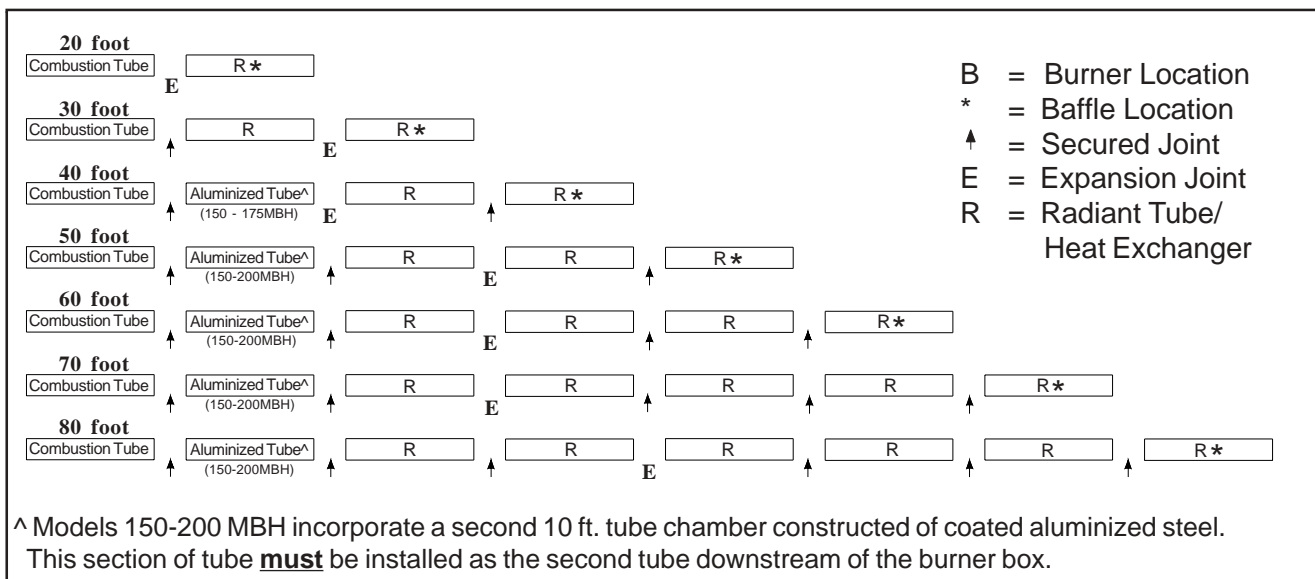 20 foot
Combustion Tube E R*
30 foot
Combustion Tube R E R*
40 foot
Combustion Tube Aluminized Tube^ E R R*
(150 - 175MBH)
50 foot
Combustion Tube Aluminized Tube^ R E R R*
(150-200MBH)
60 foot
Combustion Tube Aluminized Tube^ R E R R R*
(150-200MBH)
70 foot
Combustion Tube Aluminized Tube^ R E R R R R*
(150-200MBH)
80 foot
Combustion Tube Aluminized Tube^ R R E R R R R*
(150-200MBH)
B = Burner Location
* = Baffle Location
= Secured Joint
E = Expansion Joint
R = Radiant Tube/
Heat Exchanger
^ Models 150-200 MBH incorporate a second 10 ft. tube chamber constructed of coated aluminized steel.
This section of tube must be installed as the second tube downstream of the burner box.